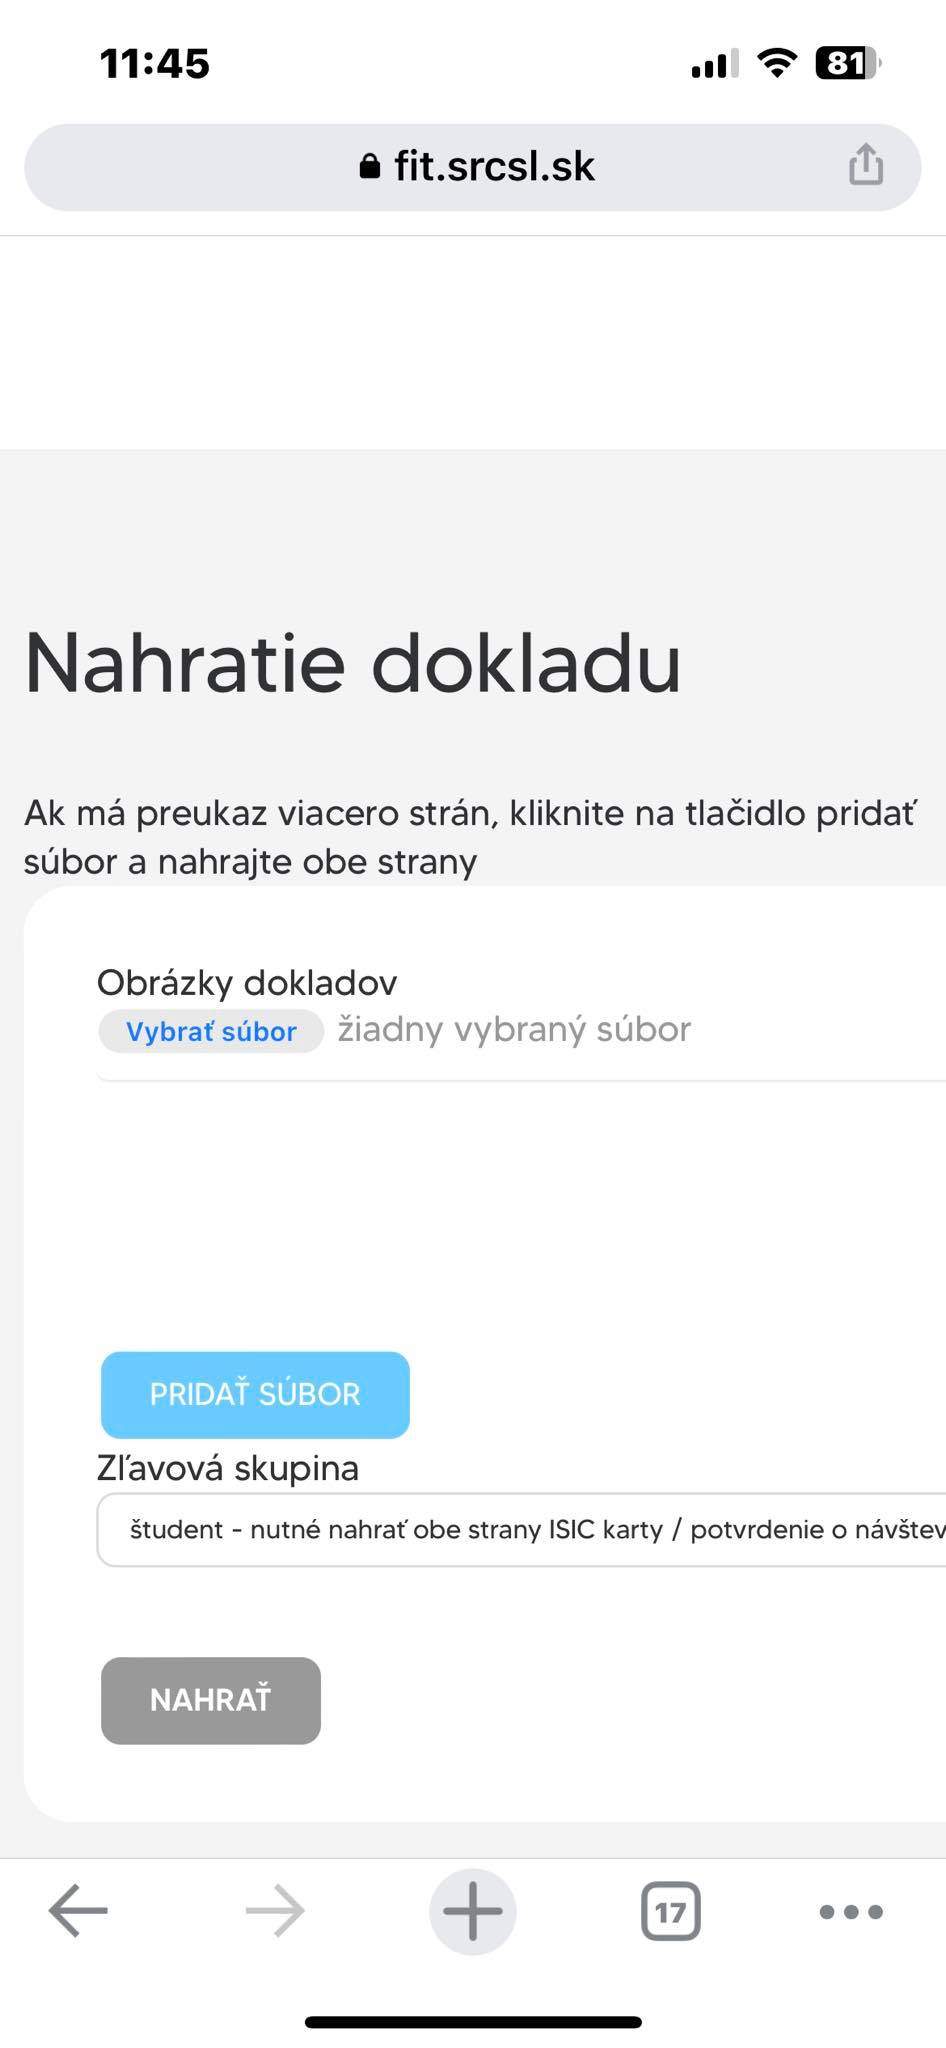 11:45
81
fit.srcsl.sk
Nahratie dokladu
Ak má preukaz viacero strán, kliknite na tlačidlo pridať
súbor a nahrajte obe strany
Obrázky dokladov
Vybrať súbor žiadny vybraný súbor
PRIDAŤ SÚBOR
Zľavová skupina
študent - nutné nahrať obe strany ISIC karty / potvrdenie o návštev
NAHRAŤ
17